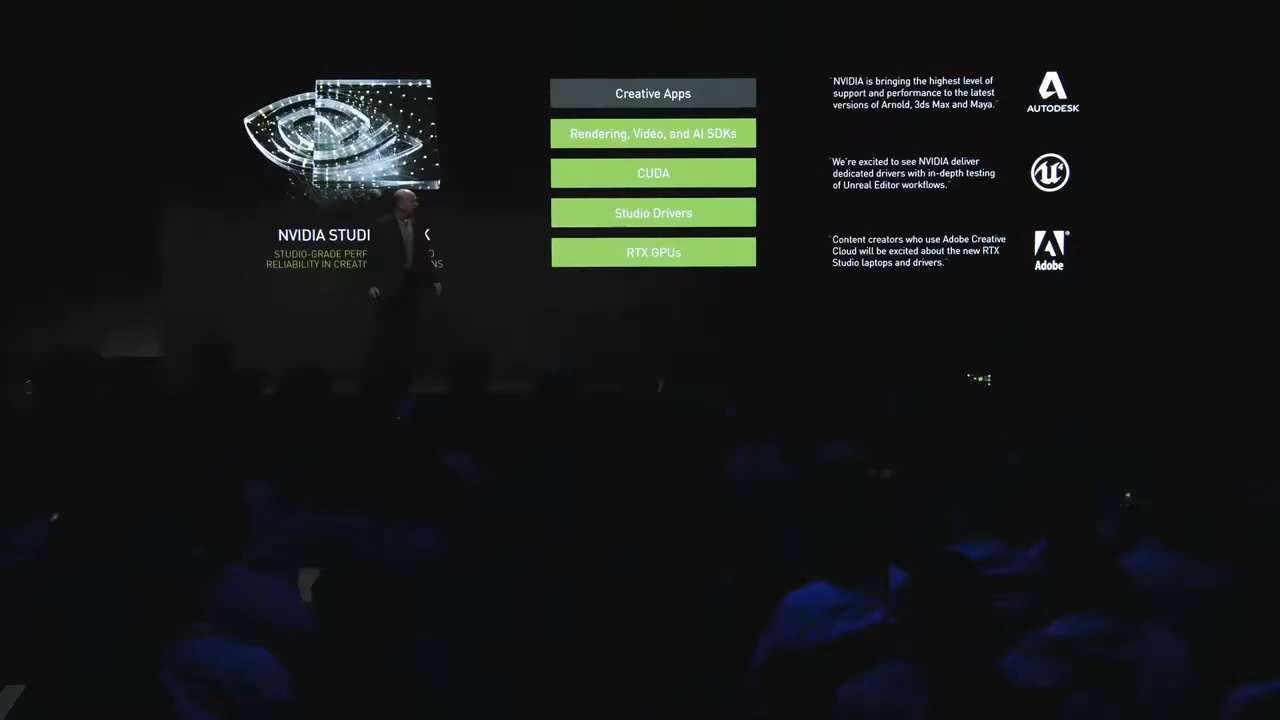 NVIDIA STUDI K
STUDIO-GRADE PERF D
RELIABILITY IN CREATI NS
Creative Apps
Rendering, Video, and AI SDKs
CUDA
Studio Drivers
RTX GPUs
"NVIDIA is bringing the highest level of
support and performance to the latest
versions of Arnold, 3ds Max and Maya."
AUTODESK
"We're excited to see NVIDIA deliver
dedicated drivers with in-depth testing
of Unreal Editor workflows."
"Content creators who use Adobe Creative
Cloud will be excited about the new RTX
Studio laptops and drivers."
Adobe